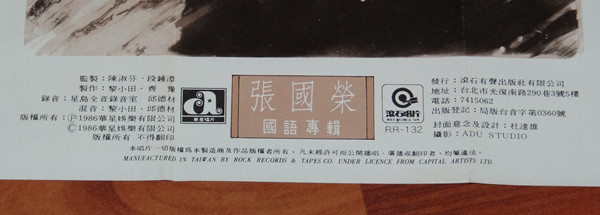 監製：陳淑芬・段鍾潭
製作：黎小田・齊豫
錄音：星島全音錄音室 邱德材
混音：黎小田・邱德材
版權所有：Ⓟ1986華星娛樂有限公司
Ⓒ1986華星娛樂有限公司
版權所有 不得翻印
華星唱片
張國榮
國語專輯
滾石唱片
RR-132
發行：滾石有聲出版社有限公司
地址：台北市光復南路290巷3號5樓
電話：7415062
出版登記：局版台音字第0360號
封面意念及設計：杜達雄
攝影：ADU STUDIO
本唱片一切版權為本製造商及作品版權者所有，凡未經許可而公開播唱、廣播或翻印者，均屬違法。
MANUFACTURED IN TAIWAN BY ROCK RECORDS & TAPES CO. UNDER LICENCE FROM CAPITAL ARTISTS LTD.